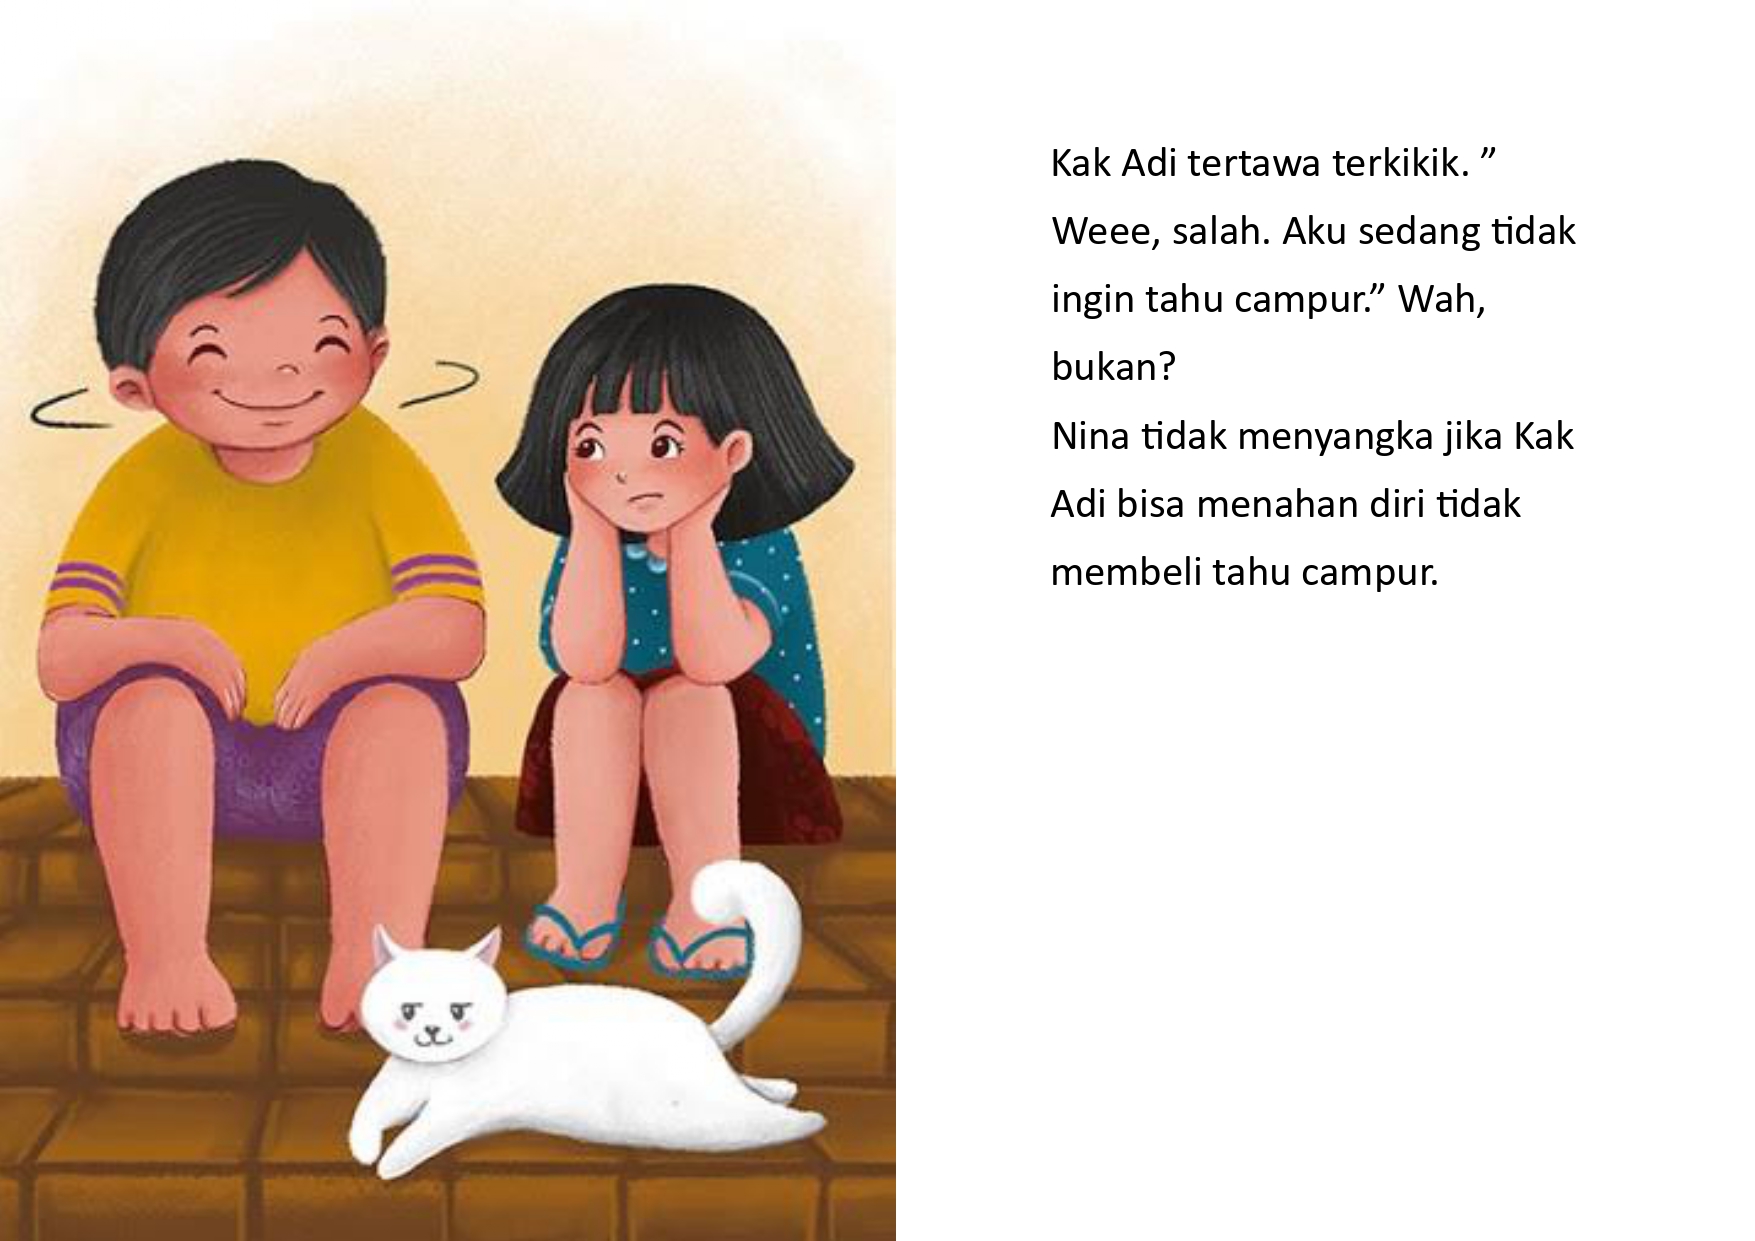 Kak Adi tertawa terkikik. ”
Weee, salah. Aku sedang tidak
ingin tahu campur.” Wah,
bukan?
Nina tidak menyangka jika Kak
Adi bisa menahan diri tidak
membeli tahu campur.